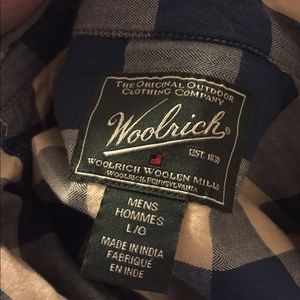 THE ORIGINAL OUTDOOR
CLOTHING COMPANY
Woolrich®
EST. 1830
WOOLRICH WOOLEN MILLS
WOOLRICH, PENNSYLVANIA
MENS
HOMMES
L/G
MADE IN INDIA
FABRIQUÉ
EN INDE